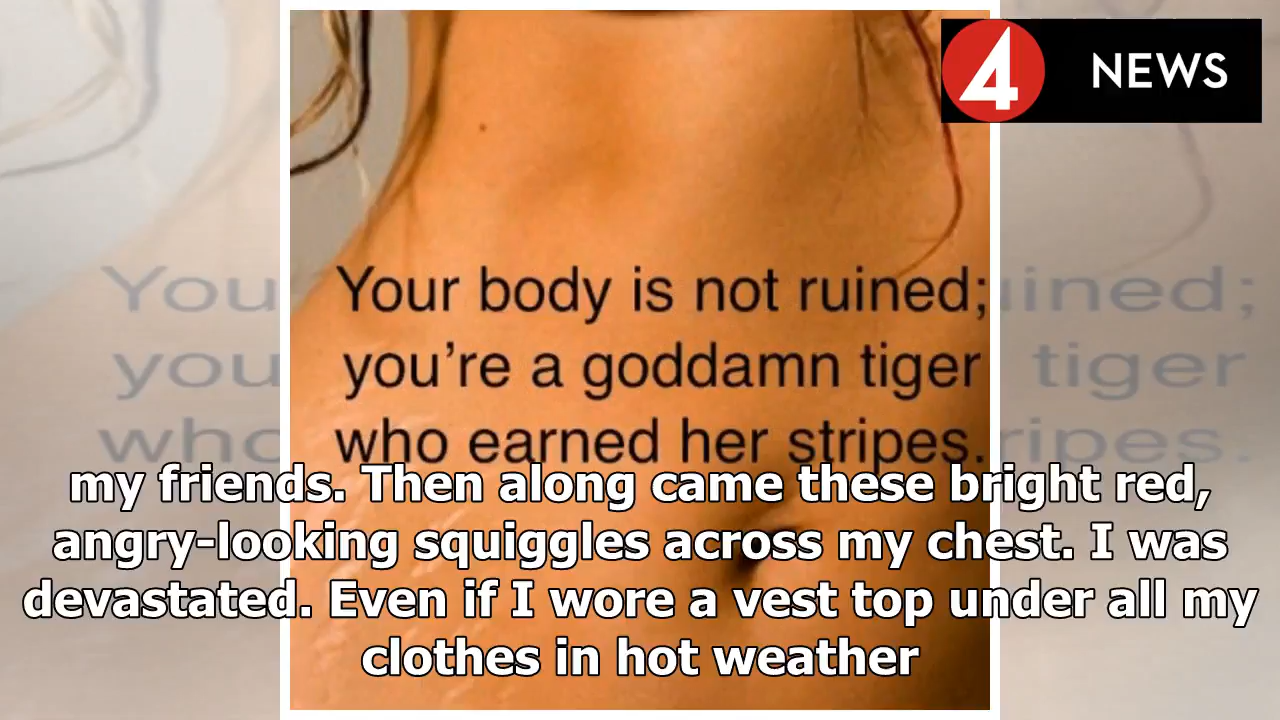 4 NEWS
Your body is not ruined;
you’re a goddamn tiger
who earned her stripes.
my friends. Then along came these bright red,
angry-looking squiggles across my chest. I was
devastated. Even if I wore a vest top under all my
clothes in hot weather